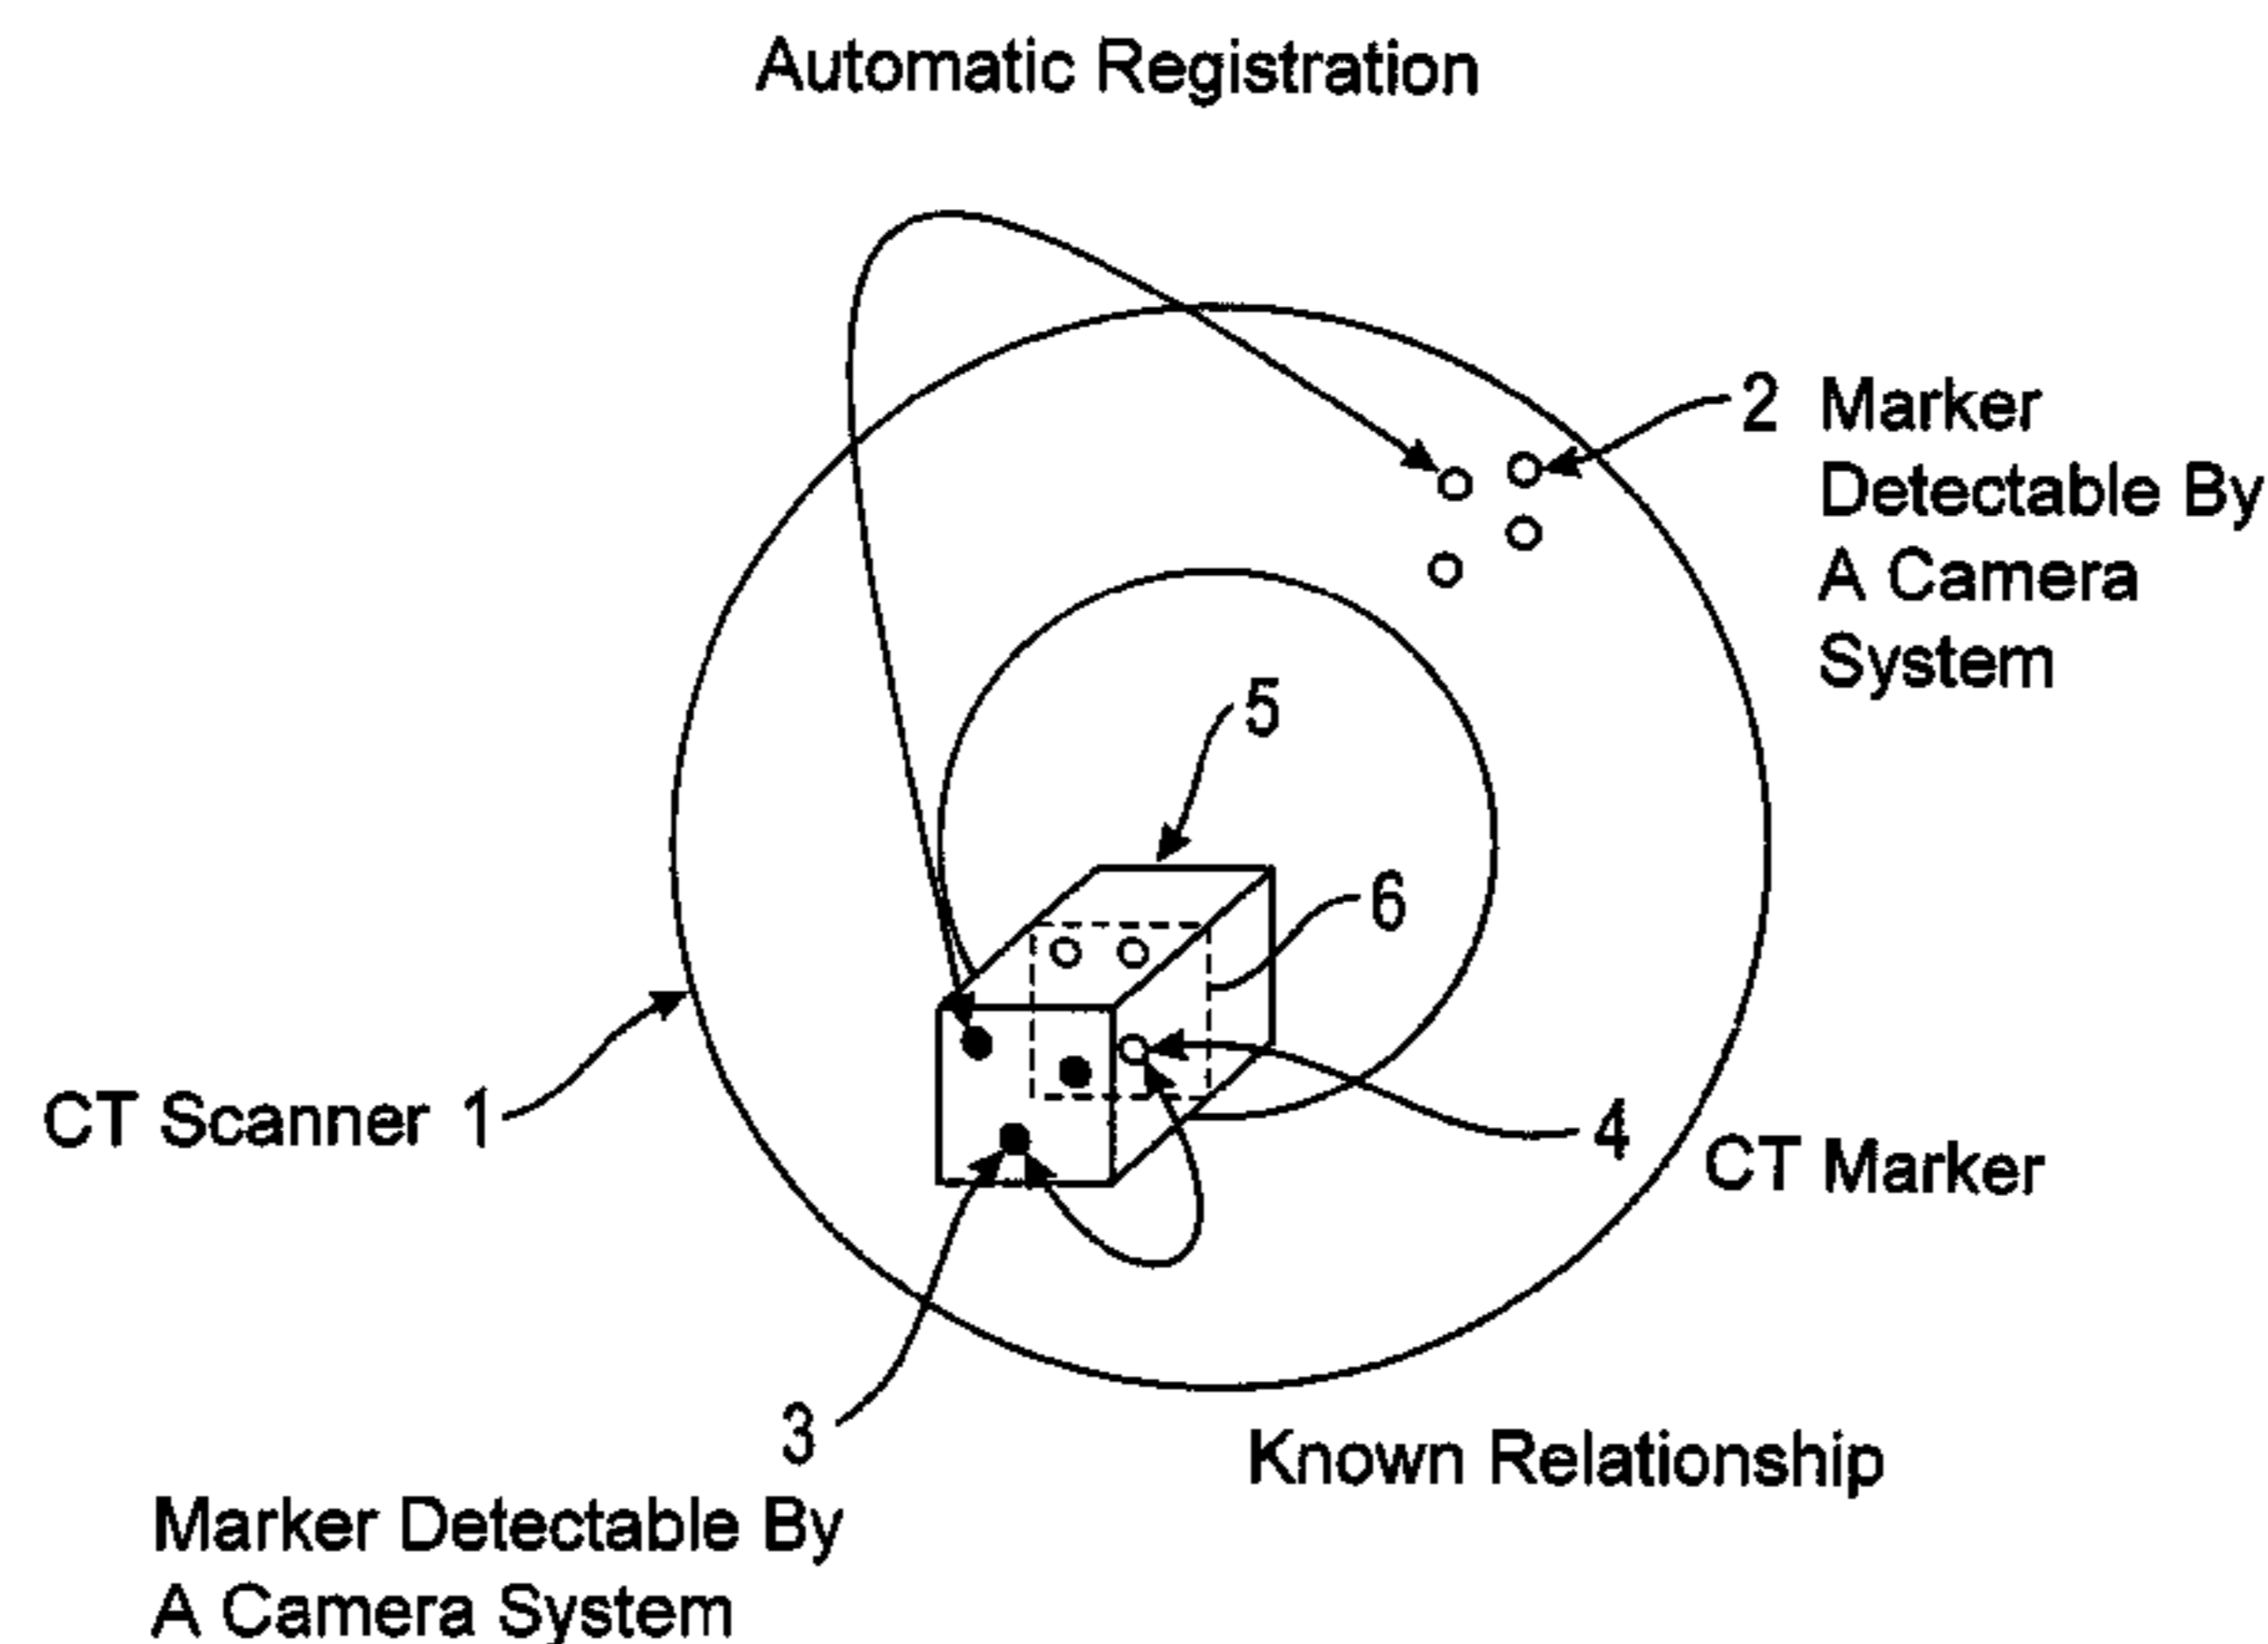 Automatic Registration
2 Marker
Detectable By
A Camera
System
5
6
CT Scanner 1
4 CT Marker
3
Known Relationship
Marker Detectable By
A Camera System